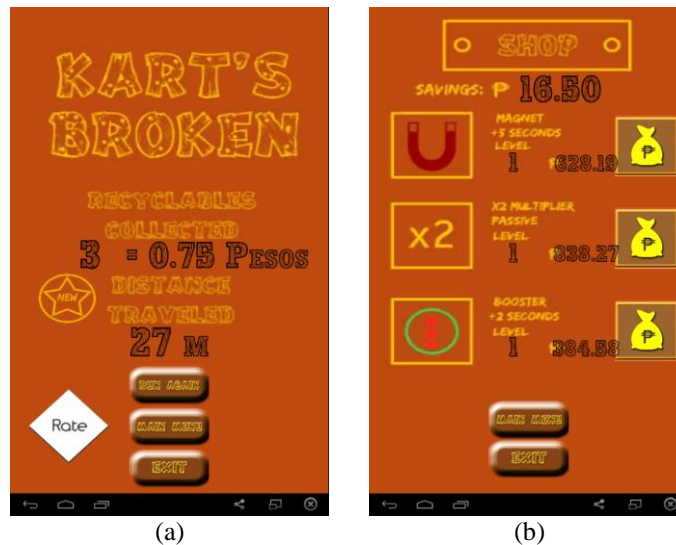 KART'S
BROKEN
RECYCLABLES
COLLECTED
3 = 0.75 PESOS
NEW
DISTANCE
TRAVELED
27 M
RUN AGAIN
Rate
MAIN MENU
EXIT
(a)
SHOP
SAVINGS: ₱ 16.50
MAGNET
+5 SECONDS
LEVEL
1 ₱628.19
₱
x2
X2 MULTIPLIER
PASSIVE
LEVEL
1 ₱838.27
₱
BOOSTER
+2 SECONDS
LEVEL
1 ₱384.58
₱
MAIN MENU
EXIT
(b)